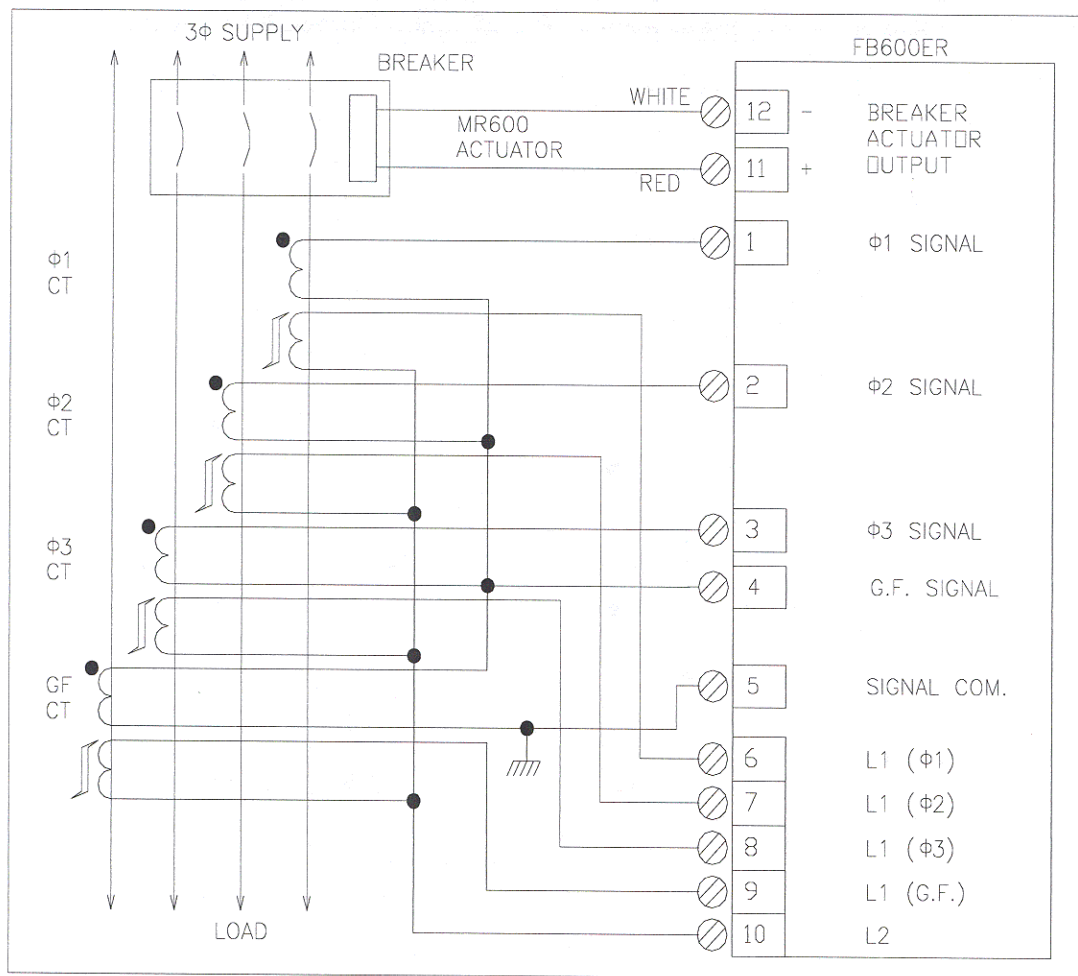 3Φ SUPPLY
BREAKER
FB600ER
WHITE
12
-
BREAKER
ACTUATOR
OUTPUT
MR600
ACTUATOR
RED
11
+
Φ1
CT
1
Φ1 SIGNAL
Φ2
CT
2
Φ2 SIGNAL
Φ3
CT
3
Φ3 SIGNAL
4
G.F. SIGNAL
GF
CT
5
SIGNAL COM.
6
L1 (Φ1)
7
L1 (Φ2)
8
L1 (Φ3)
9
L1 (G.F.)
10
L2
LOAD